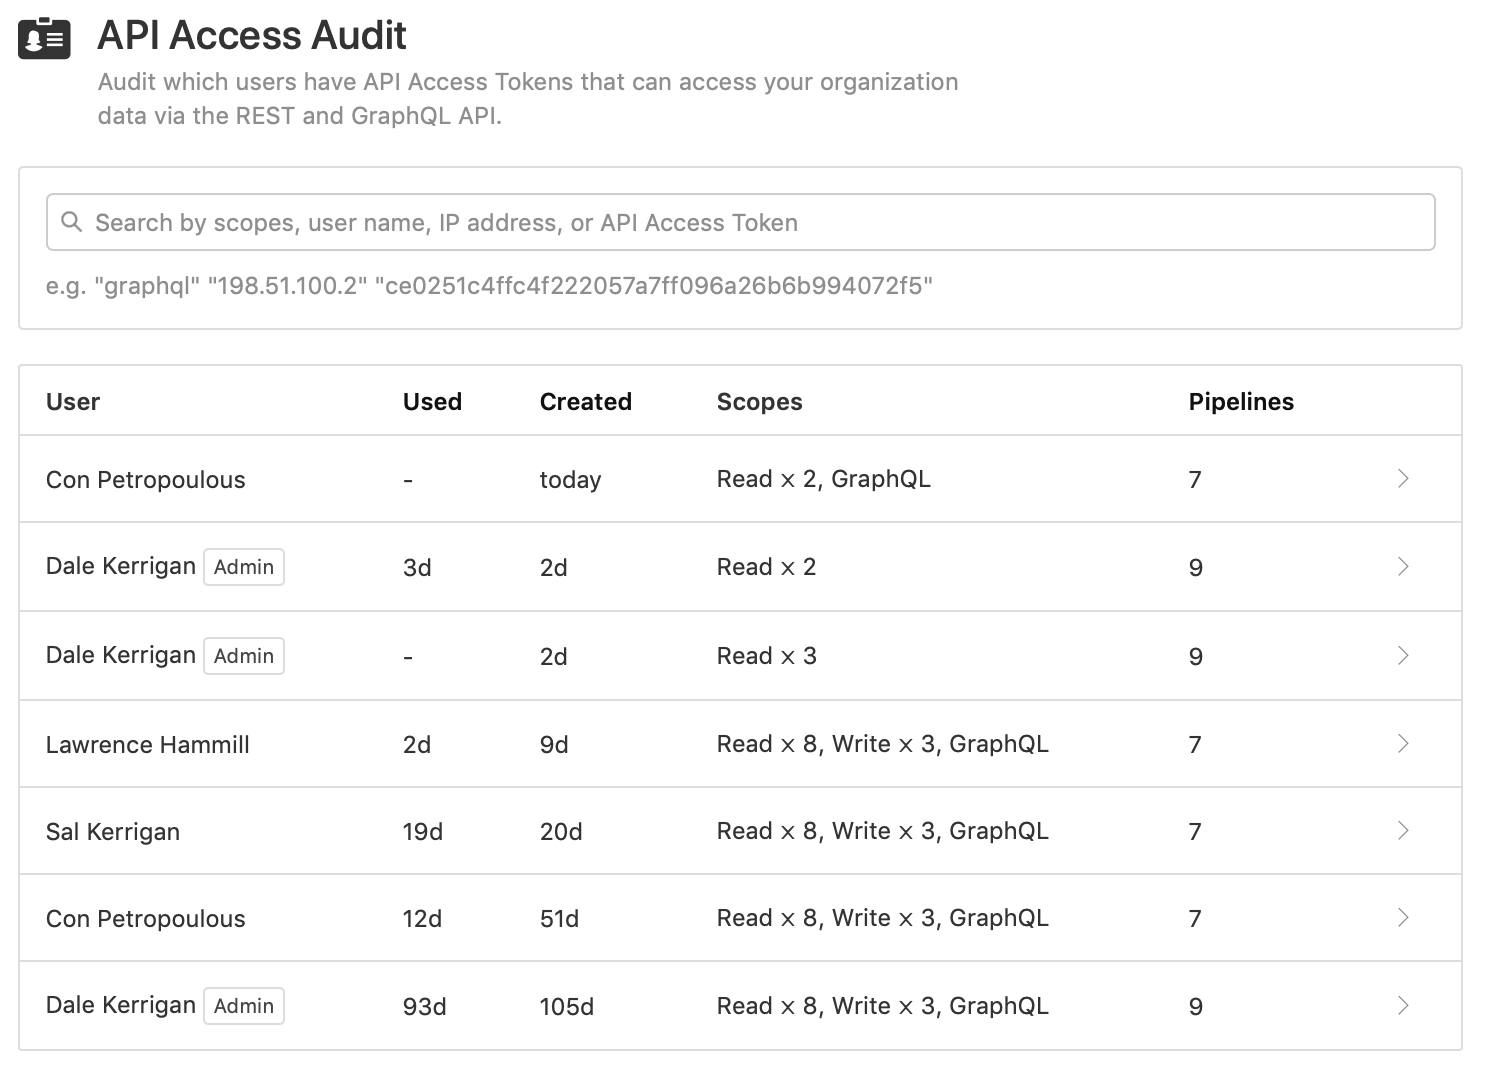 API Access Audit
Audit which users have API Access Tokens that can access your organization
data via the REST and GraphQL API.
Search by scopes, user name, IP address, or API Access Token
e.g. "graphql" "198.51.100.2" "ce0251c4ffc4f222057a7ff096a26b6b994072f5"
User Used Created Scopes Pipelines
Con Petropoulous - today Read x 2, GraphQL 7
Dale Kerrigan Admin 3d 2d Read x 2 9
Dale Kerrigan Admin - 2d Read x 3 9
Lawrence Hammill 2d 9d Read x 8, Write x 3, GraphQL 7
Sal Kerrigan 19d 20d Read x 8, Write x 3, GraphQL 7
Con Petropoulous 12d 51d Read x 8, Write x 3, GraphQL 7
Dale Kerrigan Admin 93d 105d Read x 8, Write x 3, GraphQL 9